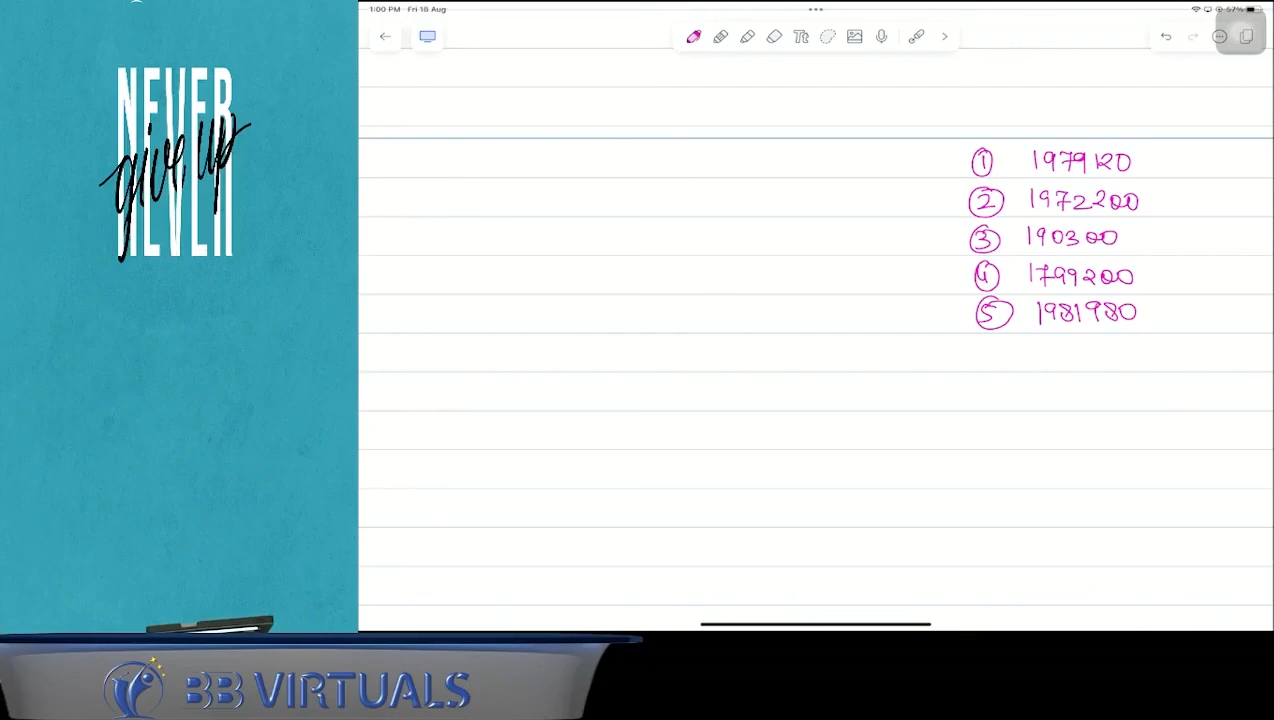 1:00 PM Fri 18 Aug
57%
NEVER
give up
NEVER
① 1979120
② 1972200
③ 190300
④ 1799200
⑤ 1981980
BB VIRTUALS